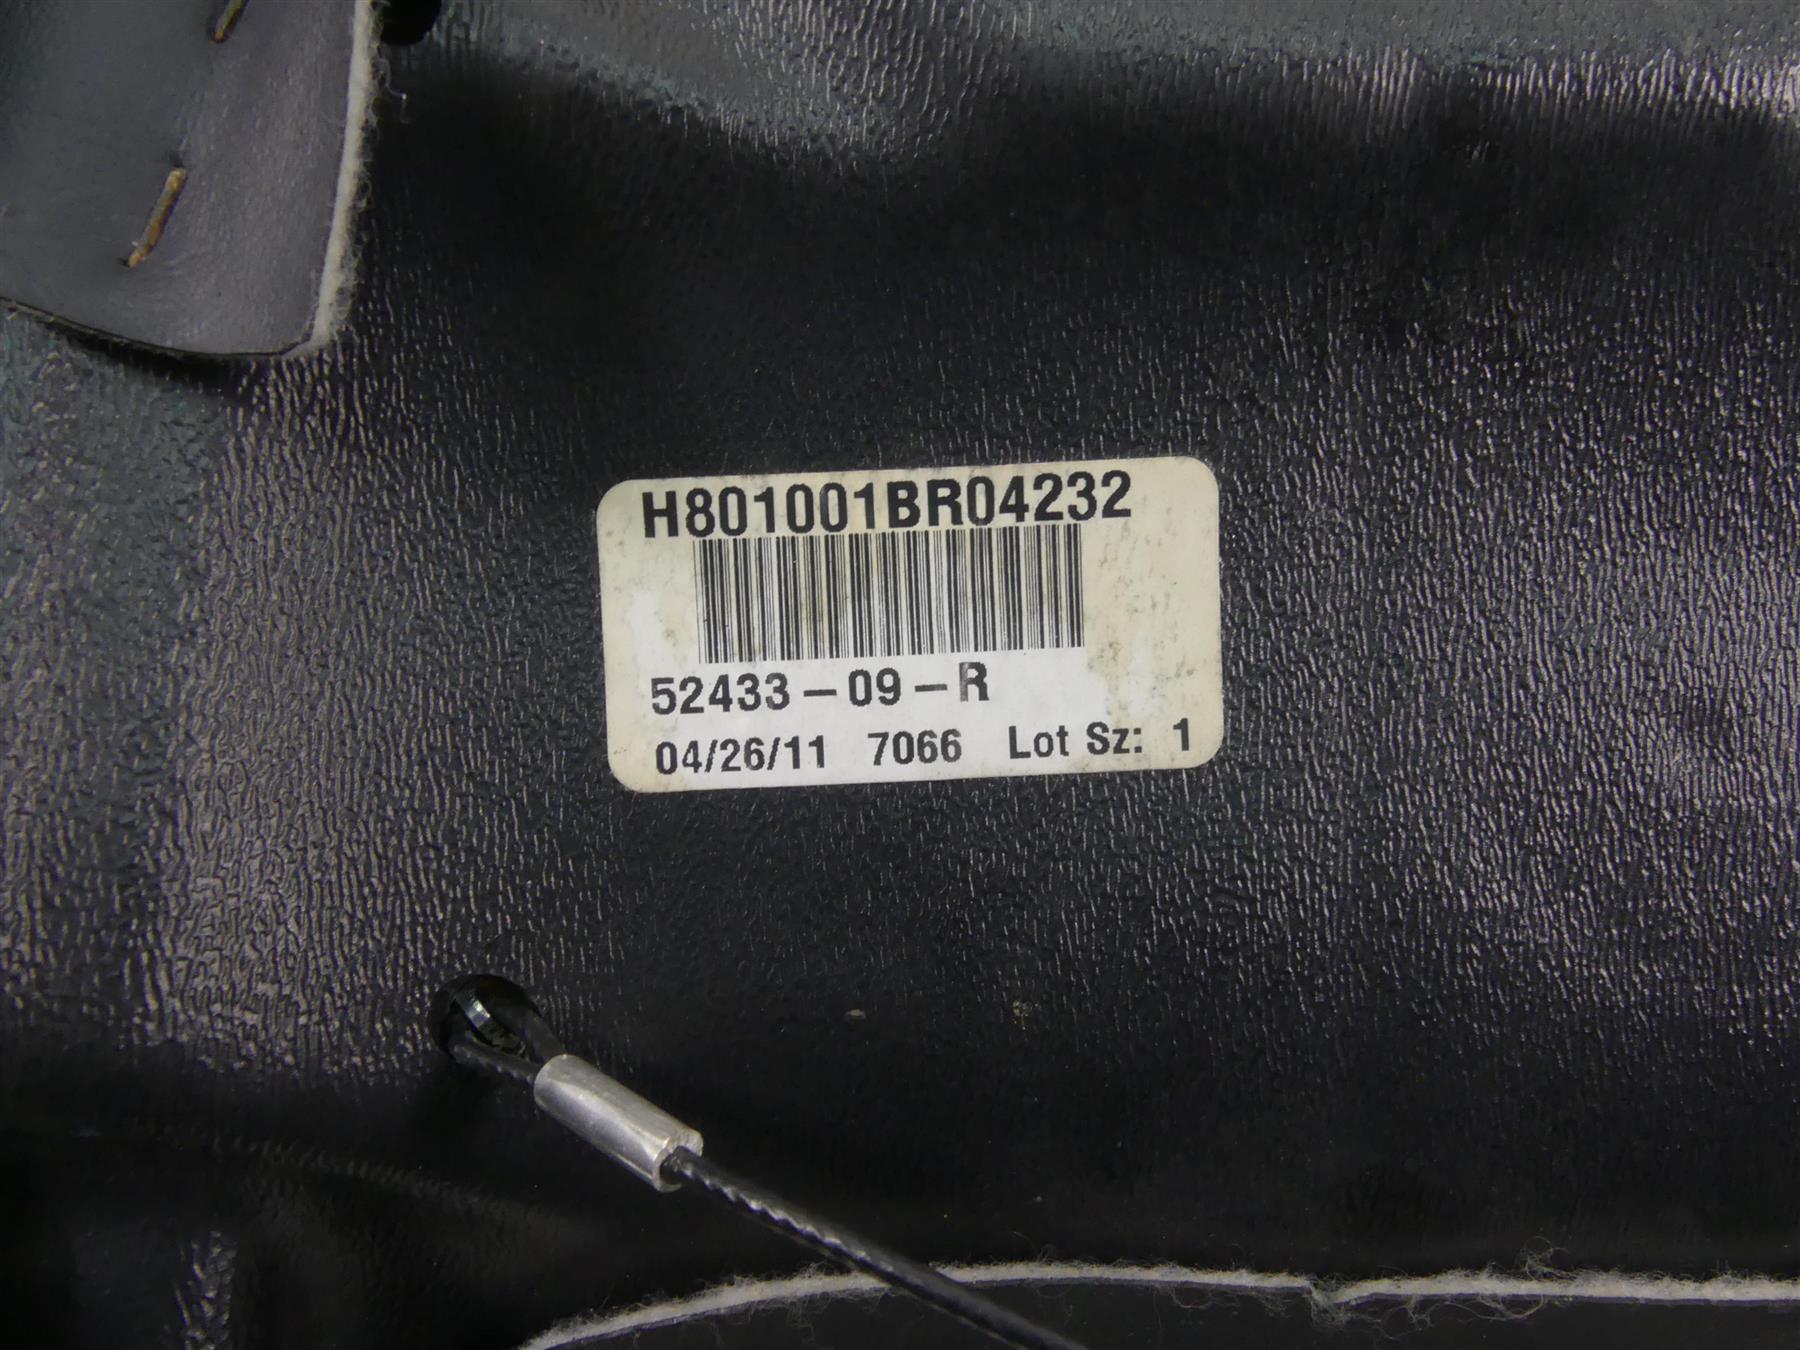 H801001BR04232
52433-09-R
04/26/11 7066 Lot Sz: 1